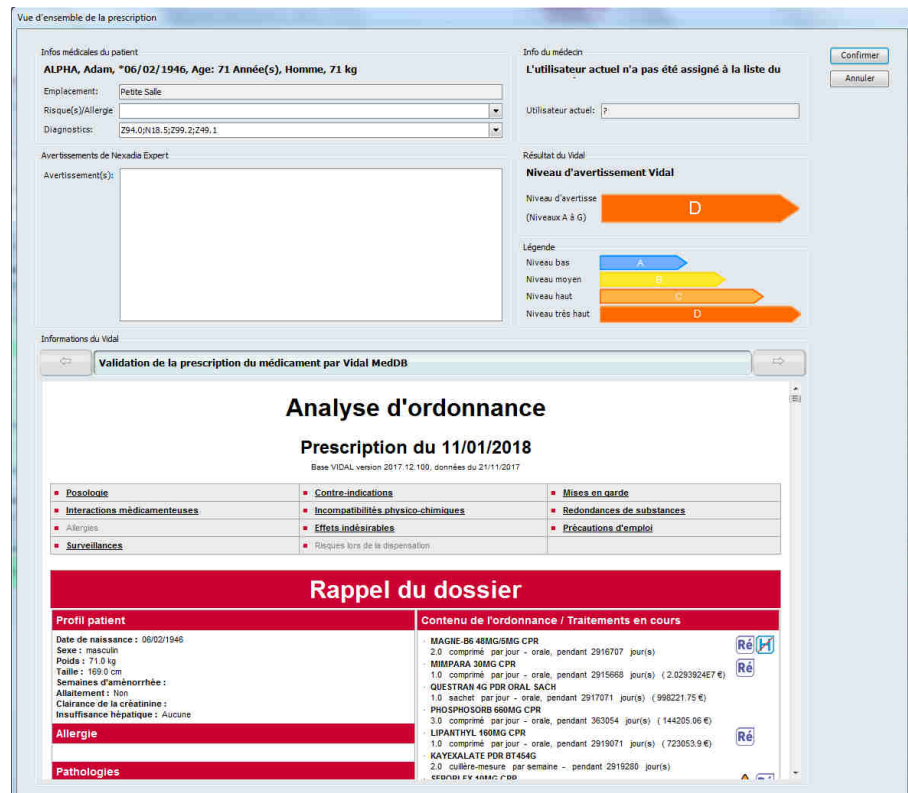 Vue d'ensemble de la prescription
Infos médicales du patient
ALPHA, Adam, *06/02/1946, Age: 71 Année(s), Homme, 71 kg
Emplacement: Petite Salle
Risque(s)/Allergie
Diagnostics: Z94.0;N18.5;Z99.2;Z49.1
Info du médecin
L'utilisateur actuel n'a pas été assigné à la liste du
Utilisateur actuel: ?
Confirmer
Annuler
Avertissements de Nexadia Expert
Avertissement(s):
Résultat du Vidal
Niveau d'avertissement Vidal
Niveau d'avertisse
(Niveaux A à G)
D
Légende
Niveau bas A
Niveau moyen B
Niveau haut C
Niveau très haut D
Informations du Vidal
Validation de la prescription du médicament par Vidal MedDB
Analyse d'ordonnance
Prescription du 11/01/2018
Base VIDAL version 2017.12.100, données du 21/11/2017
Posologie Contre-indications Mises en garde
Interactions médicamenteuses Incompatibilités physico-chimiques Redondances de substances
Allergies Effets indésirables Précautions d'emploi
Surveillances Risques lors de la dispensation
Rappel du dossier
Profil patient
Date de naissance : 06/02/1946
Sexe : masculin
Poids : 71.0 kg
Taille : 169.0 cm
Semaines d'aménorrhée :
Allaitement : Non
Clairance de la créatinine :
Insuffisance hépatique : Aucune
Allergie
Pathologies
Contenu de l'ordonnance / Traitements en cours
· MAGNE-B6 48MG/5MG CPR Ré H
2.0 comprimé par jour - orale, pendant 2916707 jour(s)
· MIMPARA 30MG CPR Ré
1.0 comprimé par jour - orale, pendant 2915668 jour(s) ( 2.0293924E7 €)
· QUESTRAN 4G PDR ORAL SACH
1.0 sachet par jour - orale, pendant 2917071 jour(s) ( 998221.75 €)
· PHOSPHOSORB 660MG CPR
3.0 comprimé par jour - orale, pendant 363054 jour(s) ( 144205.06 €)
· LIPANTHYL 160MG CPR Ré
1.0 comprimé par jour - orale, pendant 2919071 jour(s) ( 723053.9 €)
· KAYEXALATE PDR BT454G
2.0 cuillère-mesure par semaine - pendant 2919280 jour(s)
· SEROPLEX 10MG CPR